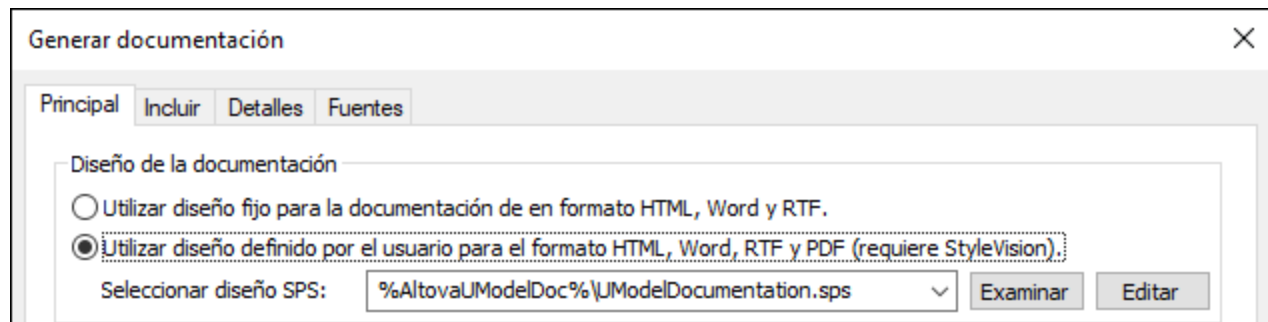 Generar documentación
Principal Incluir Detalles Fuentes
Diseño de la documentación
Utilizar diseño fijo para la documentación de en formato HTML, Word y RTF.
Utilizar diseño definido por el usuario para el formato HTML, Word, RTF y PDF (requiere StyleVision).
Seleccionar diseño SPS: %AltovaUModelDoc%\UModelDocumentation.sps Examinar Editar